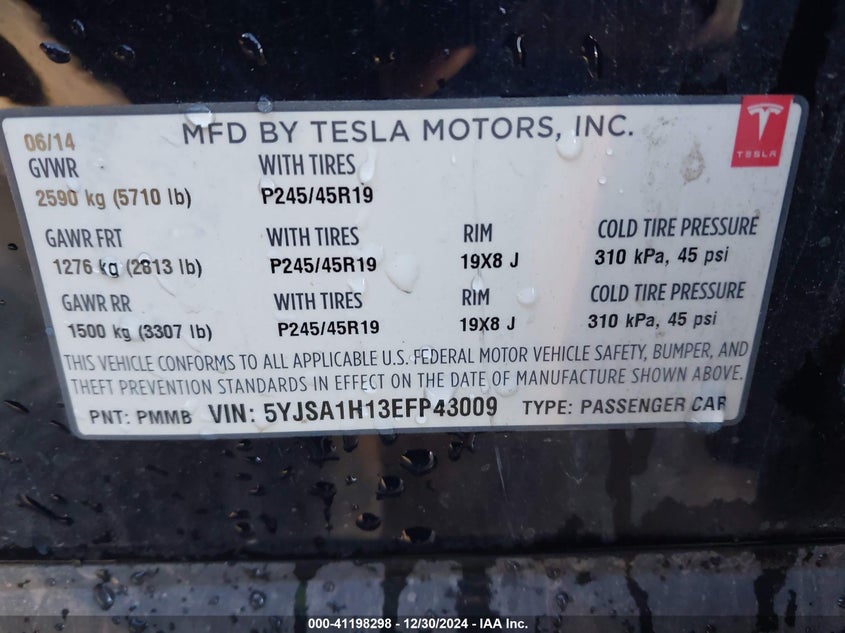 06/14 MFD BY TESLA MOTORS, INC.
TESLA
GVWR WITH TIRES
2590 kg (5710 lb) P245/45R19
GAWR FRT WITH TIRES RIM COLD TIRE PRESSURE
1276 kg (2813 lb) P245/45R19 19X8 J 310 kPa, 45 psi
GAWR RR WITH TIRES RIM COLD TIRE PRESSURE
1500 kg (3307 lb) P245/45R19 19X8 J 310 kPa, 45 psi
THIS VEHICLE CONFORMS TO ALL APPLICABLE U.S. FEDERAL MOTOR VEHICLE SAFETY, BUMPER, AND
THEFT PREVENTION STANDARDS IN EFFECT ON THE DATE OF MANUFACTURE SHOWN ABOVE.
PNT: PMMB VIN: 5YJSA1H13EFP43009 TYPE: PASSENGER CAR
000-41198298 - 12/30/2024 - IAA Inc.